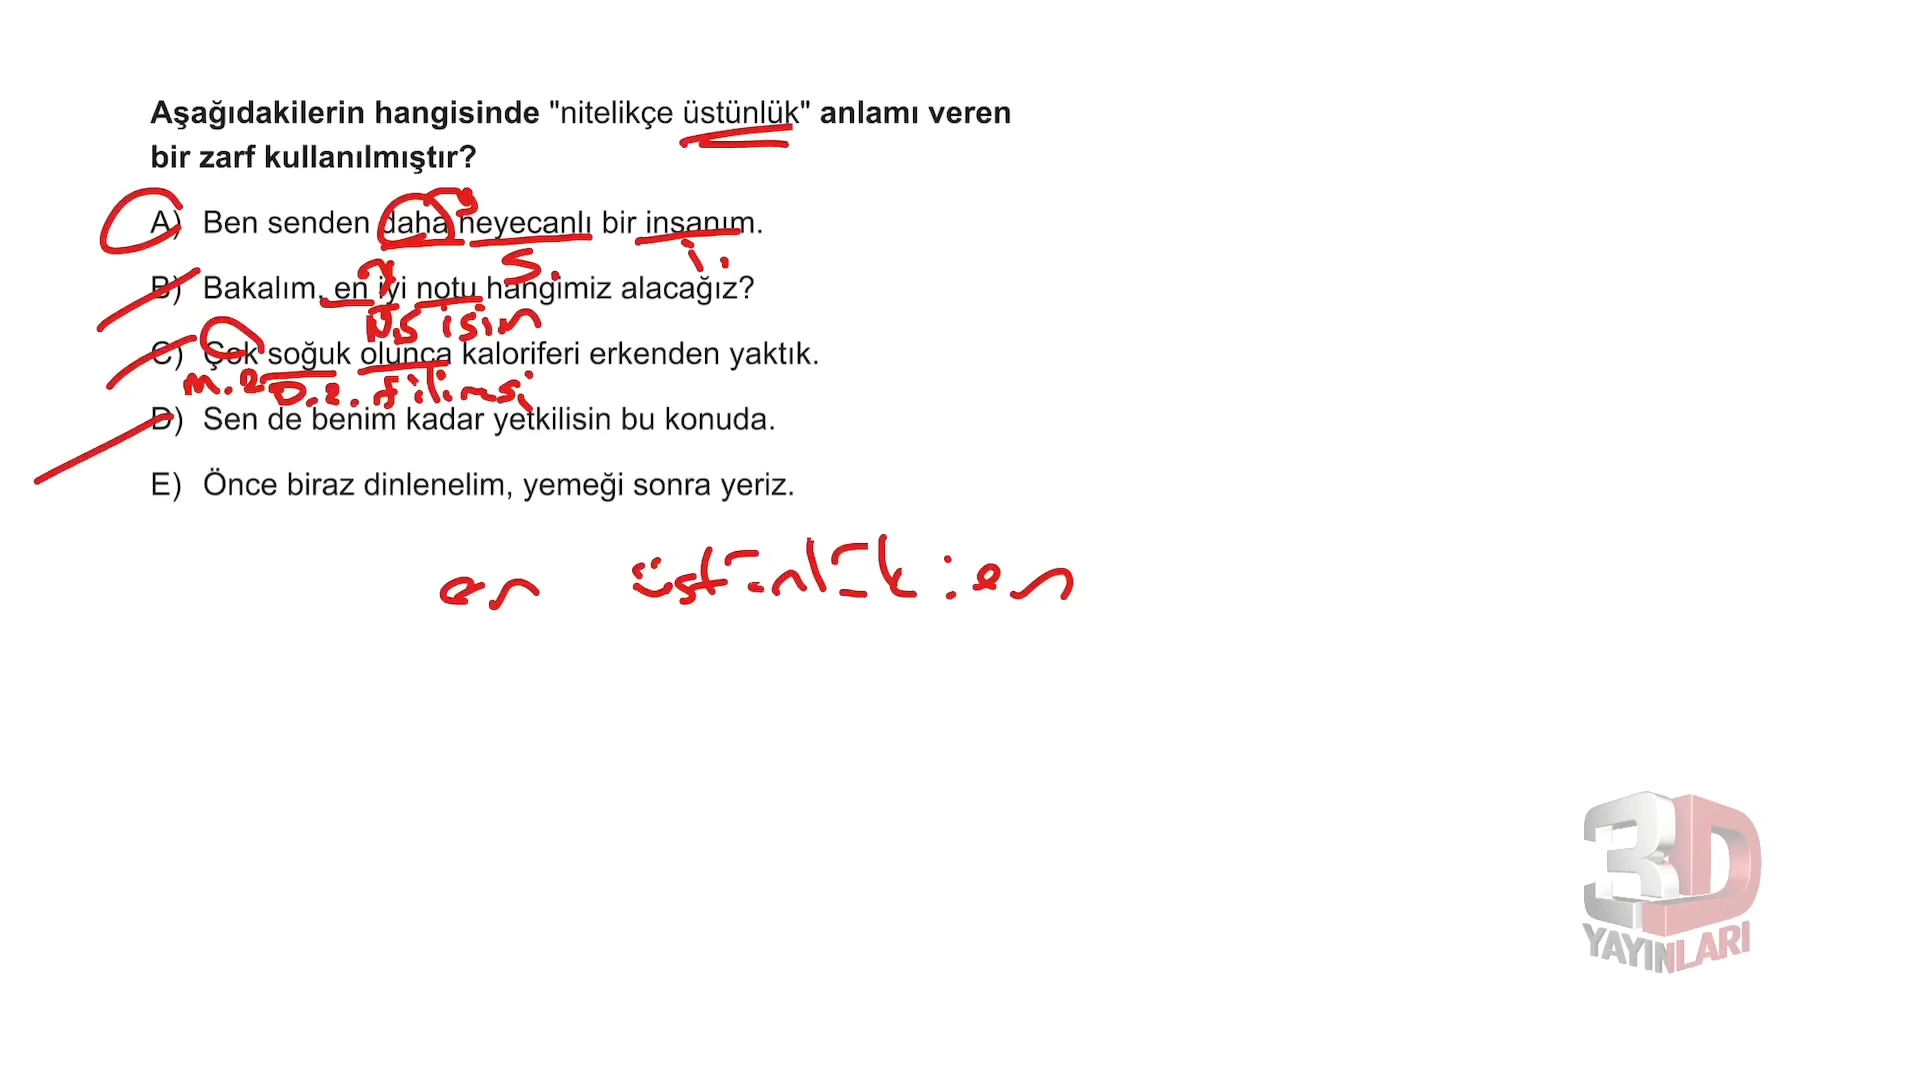 Aşağıdakilerin hangisinde "nitelikçe üstünlük" anlamı veren
bir zarf kullanılmıştır?
A) Ben senden daha heyecanlı bir insanım.
S. i.
B) Bakalım, en iyi notu hangimiz alacağız?
N.S isim
C) Çok soğuk olunca kaloriferi erkenden yaktık.
m.z D.z. fiilimsi
D) Sen de benim kadar yetkilisin bu konuda.
E) Önce biraz dinlenelim, yemeği sonra yeriz.
en üstünlük : en
3D
YAYINLARI